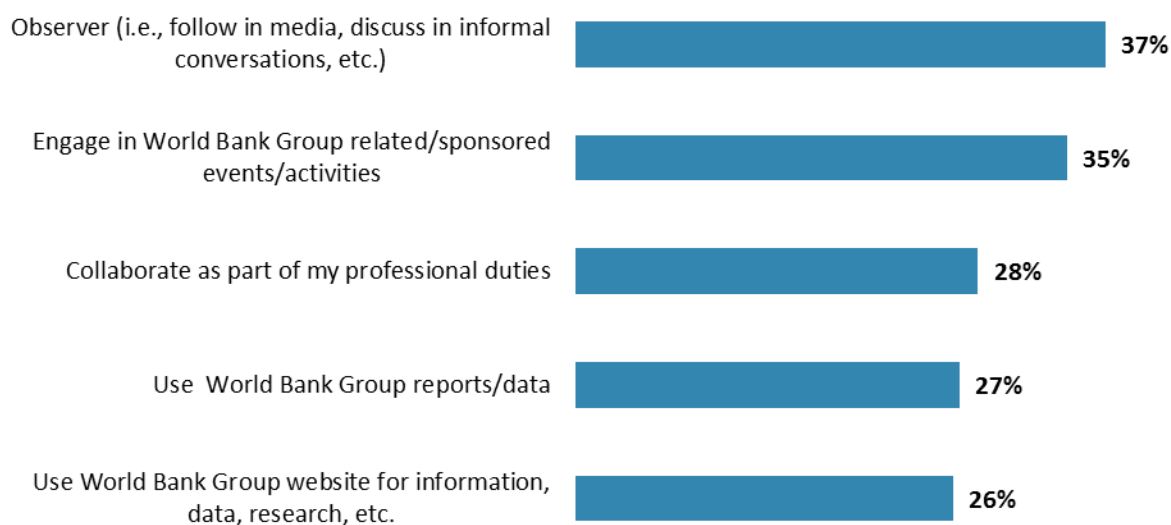 Observer (i.e., follow in media, discuss in informal
conversations, etc.)
37%
Engage in World Bank Group related/sponsored
events/activities
35%
Collaborate as part of my professional duties
28%
Use  World Bank Group reports/data
27%
Use World Bank Group website for information,
data, research, etc.
26%